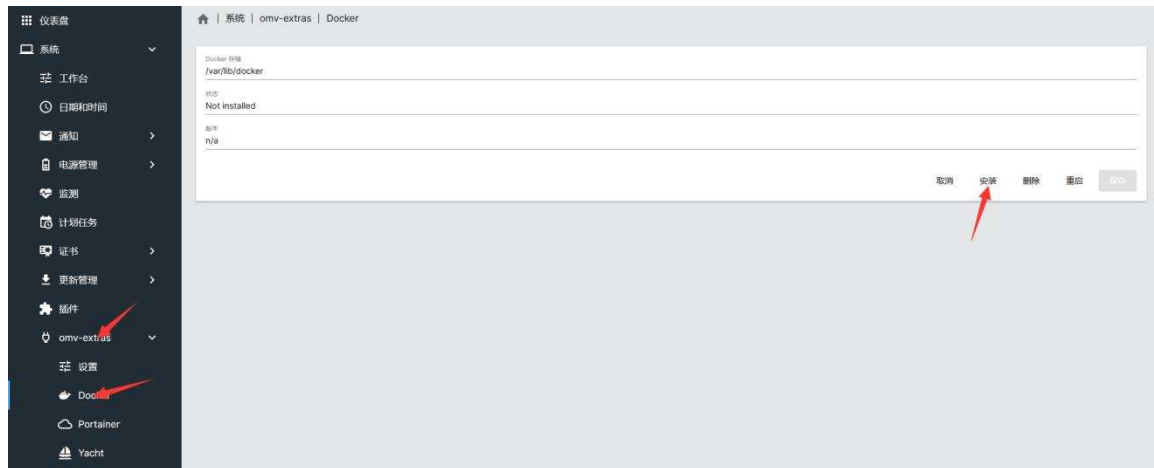 仪表盘
系统 | omv-extras | Docker
系统
工作台
日期和时间
通知
电源管理
监测
计划任务
证书
更新管理
插件
omv-extras
设置
Docker
Portainer
Yacht
Docker 存储
/var/lib/docker
状态
Not installed
版本
n/a
取消 安装 删除 重启 保存